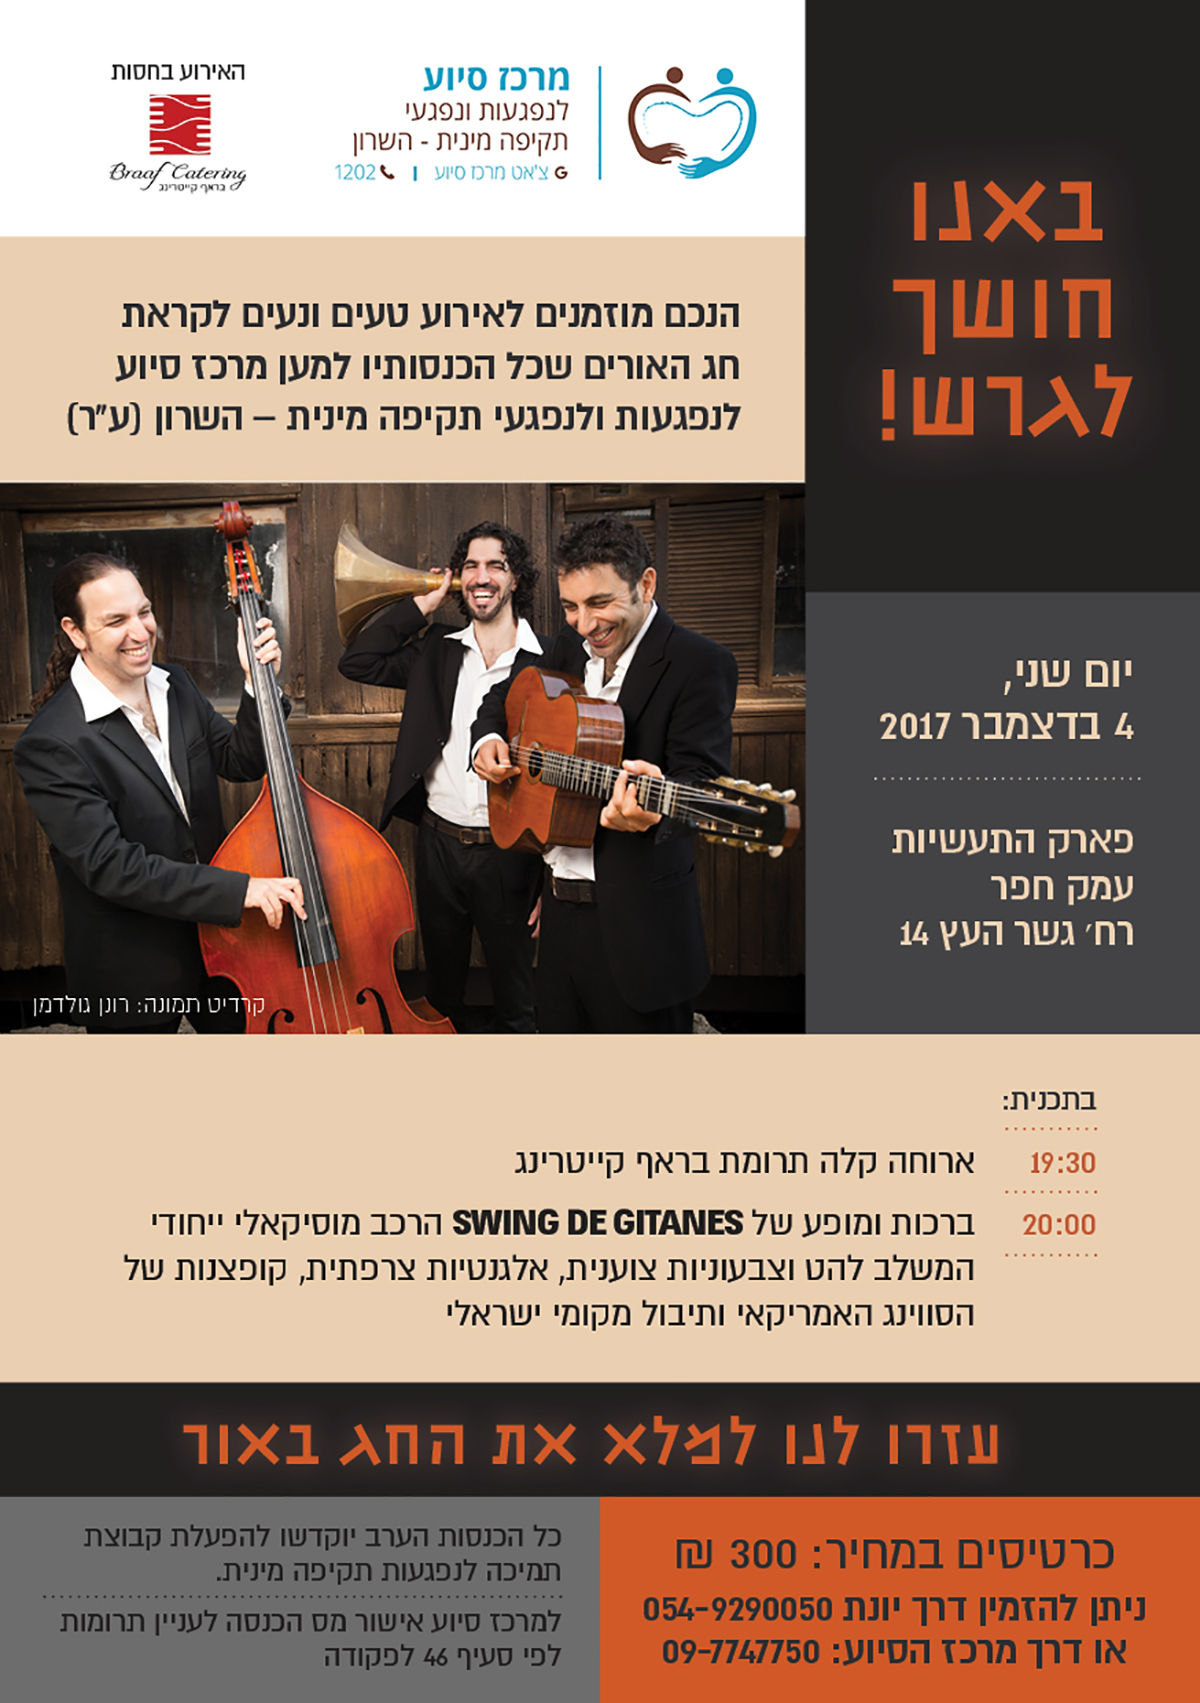 האירוע בחסות
Braaf Catering
בראף קייטרינג
מרכז סיוע
לנפגעות ונפגעי
תקיפה מינית - השרון
צ'אט מרכז סיוע | 1202
באנו
חושך
לגרש!
הנכם מוזמנים לאירוע טעים ונעים לקראת
חג האורים שכל הכנסותיו למען מרכז סיוע
לנפגעות ולנפגעי תקיפה מינית – השרון (ע"ר)
יום שני,
4 בדצמבר 2017
פארק התעשיות
עמק חפר
רח' גשר העץ 14
קרדיט תמונה: רונן גולדמן
בתכנית:
19:30 ארוחה קלה תרומת בראף קייטרינג
20:00 ברכות ומופע של SWING DE GITANES הרכב מוסיקאלי ייחודי
המשלב להט וצבעוניות צוענית, אלגנטיות צרפתית, קופצנות של
הסווינג האמריקאי ותיבול מקומי ישראלי
עזרו לנו למלא את החג באור
כרטיסים במחיר: 300 ₪
ניתן להזמין דרך יונת 054-9290050
או דרך מרכז הסיוע: 09-7747750
כל הכנסות הערב יוקדשו להפעלת קבוצת
תמיכה לנפגעות תקיפה מינית.
למרכז סיוע אישור מס הכנסה לעניין תרומות
לפי סעיף 46 לפקודה